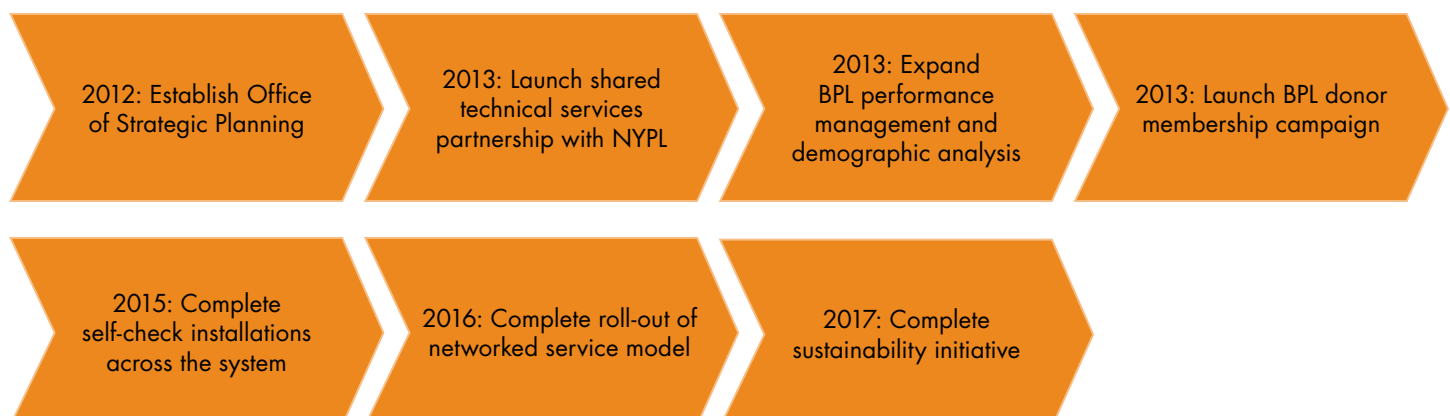 2012: Establish Office
of Strategic Planning
2013: Launch shared
technical services
partnership with NYPL
2013: Expand
BPL performance
management and
demographic analysis
2013: Launch BPL donor
membership campaign
2015: Complete
self-check installations
across the system
2016: Complete roll-out of
networked service model
2017: Complete
sustainability initiative